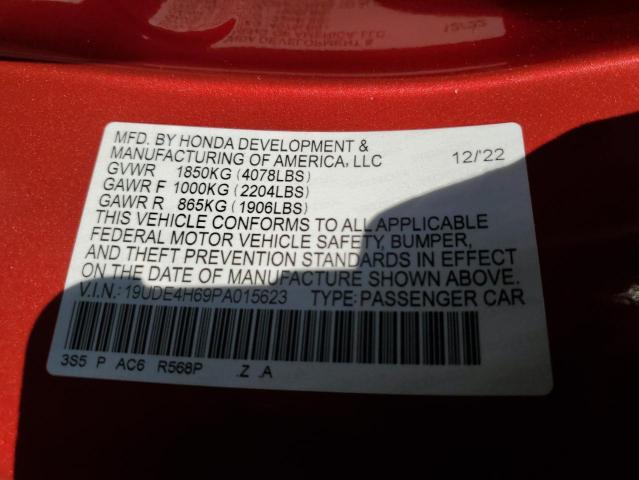 MFD. BY HONDA DEVELOPMENT &
MANUFACTURING OF AMERICA, LLC 12/'22
GVWR 1850KG (4078LBS)
GAWR F 1000KG (2204LBS)
GAWR R 865KG (1906LBS)
THIS VEHICLE CONFORMS TO ALL APPLICABLE
FEDERAL MOTOR VEHICLE SAFETY, BUMPER,
AND THEFT PREVENTION STANDARDS IN EFFECT
ON THE DATE OF MANUFACTURE SHOWN ABOVE.
V.I.N.: 19UDE4H69PA015623 TYPE: PASSENGER CAR
3S5 P AC6 R568P .Z .A